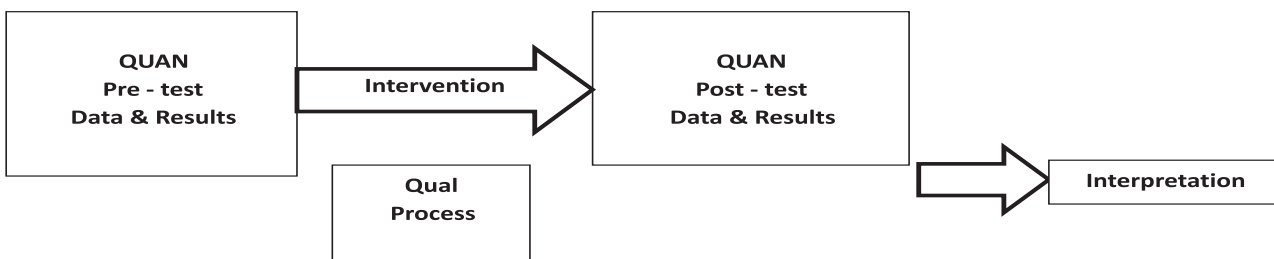 QUAN
Pre - test
Data & Results
Intervention
QUAN
Post - test
Data & Results
Qual
Process
Interpretation